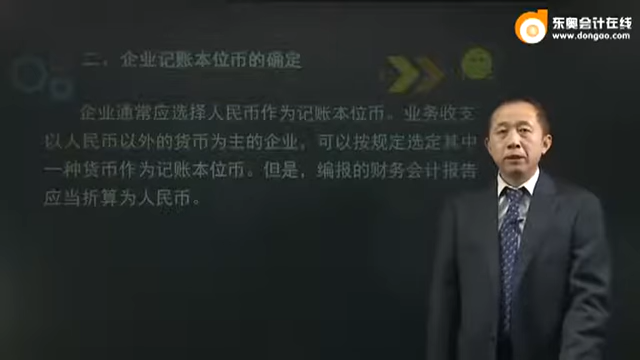 东奥会计在线
www.dongao.com
二、企业记账本位币的确定
企业通常应选择人民币作为记账本位币。业务收支
以人民币以外的货币为主的企业，可以按规定选定其中
一种货币作为记账本位币。但是，编报的财务会计报告
应当折算为人民币。